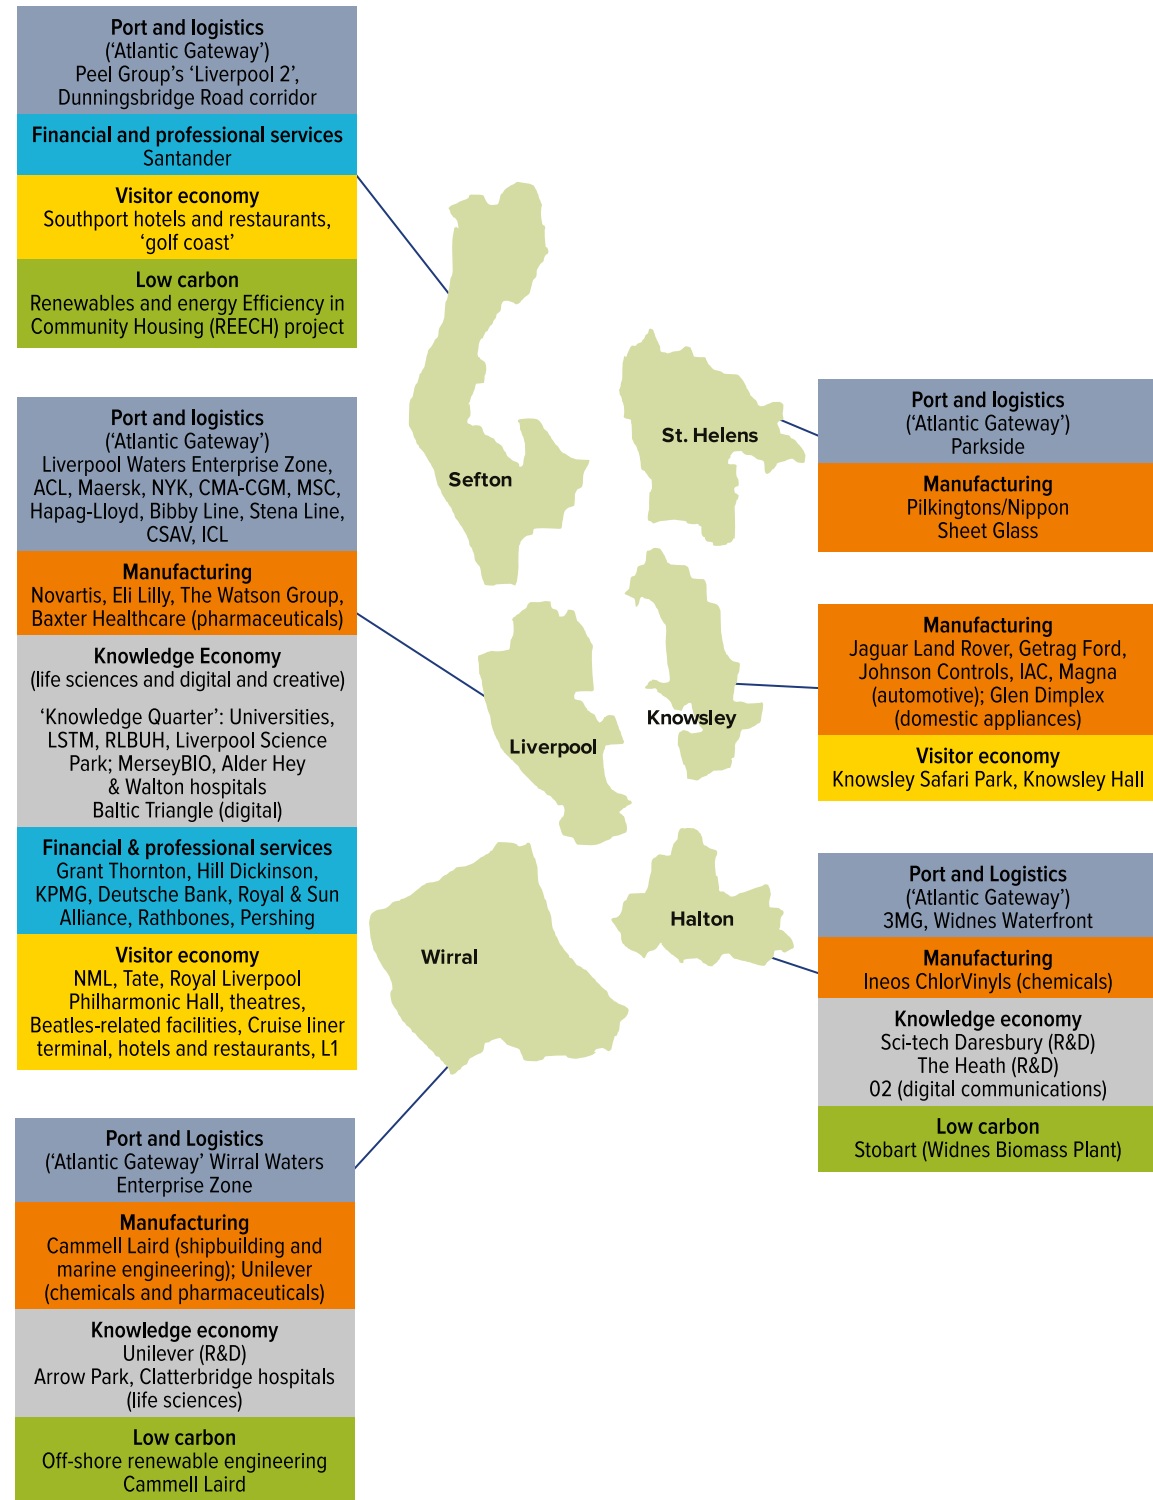 Port and logistics
(‘Atlantic Gateway’)
Peel Group’s ‘Liverpool 2’,
Dunningsbridge Road corridor
Financial and professional services
Santander
Visitor economy
Southport hotels and restaurants,
‘golf coast’
Low carbon
Renewables and energy Efficiency in
Community Housing (REECH) project
Port and logistics
(‘Atlantic Gateway’)
Liverpool Waters Enterprise Zone,
ACL, Maersk, NYK, CMA-CGM, MSC,
Hapag-Lloyd, Bibby Line, Stena Line,
CSAV, ICL
Manufacturing
Novartis, Eli Lilly, The Watson Group,
Baxter Healthcare (pharmaceuticals)
Knowledge Economy
(life sciences and digital and creative)
‘Knowledge Quarter’: Universities,
LSTM, RLBUH, Liverpool Science
Park; MerseyBIO, Alder Hey
& Walton hospitals
Baltic Triangle (digital)
Financial & professional services
Grant Thornton, Hill Dickinson,
KPMG, Deutsche Bank, Royal & Sun
Alliance, Rathbones, Pershing
Visitor economy
NML, Tate, Royal Liverpool
Philharmonic Hall, theatres,
Beatles-related facilities, Cruise liner
terminal, hotels and restaurants, L1
Port and Logistics
(‘Atlantic Gateway’ Wirral Waters
Enterprise Zone
Manufacturing
Cammell Laird (shipbuilding and
marine engineering); Unilever
(chemicals and pharmaceuticals)
Knowledge economy
Unilever (R&D)
Arrow Park, Clatterbridge hospitals
(life sciences)
Low carbon
Off-shore renewable engineering
Cammell Laird
Sefton
St. Helens
Knowsley
Liverpool
Halton
Wirral
Port and logistics
(‘Atlantic Gateway’)
Parkside
Manufacturing
Pilkingtons/Nippon
Sheet Glass
Manufacturing
Jaguar Land Rover, Getrag Ford,
Johnson Controls, IAC, Magna
(automotive); Glen Dimplex
(domestic appliances)
Visitor economy
Knowsley Safari Park, Knowsley Hall
Port and Logistics
(‘Atlantic Gateway’)
3MG, Widnes Waterfront
Manufacturing
Ineos ChlorVinyls (chemicals)
Knowledge economy
Sci-tech Daresbury (R&D)
The Heath (R&D)
02 (digital communications)
Low carbon
Stobart (Widnes Biomass Plant)